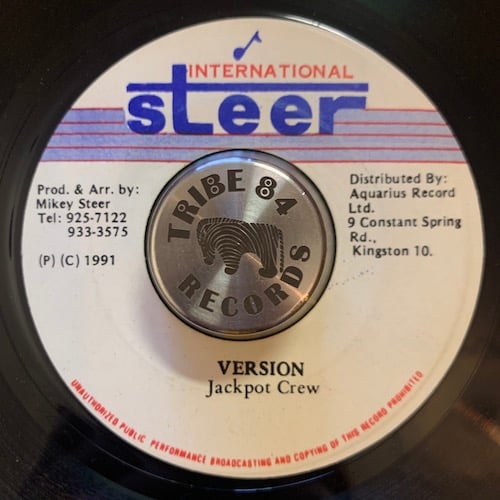 INTERNATIONAL
steer
Prod. & Arr. by:
Mikey Steer
Tel: 925-7122
933-3575
(P) (C) 1991
Distributed By:
Aquarius Record
Ltd.
9 Constant Spring
Rd.,
Kingston 10.
TRIBE 84
RECORDS
VERSION
Jackpot Crew
UNAUTHORIZED PUBLIC PERFORMANCE BROADCASTING AND COPYING OF THIS RECORD PROHIBITED